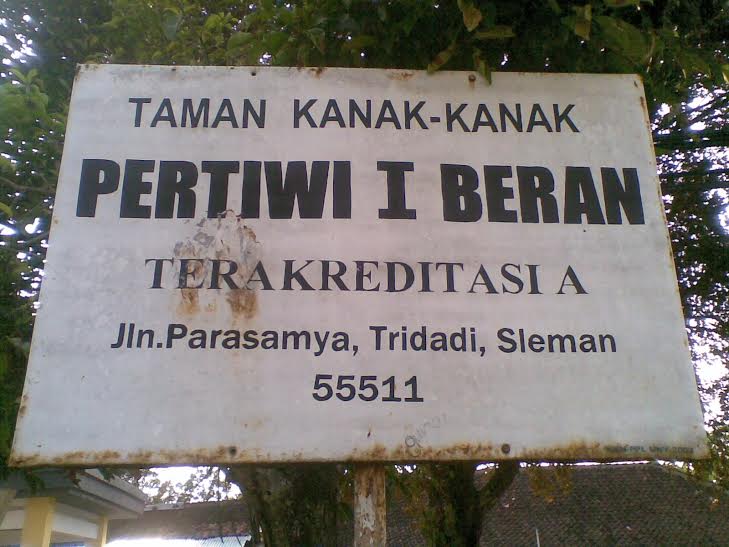 TAMAN KANAK-KANAK
PERTIWI I BERAN
TERAKREDITASI A
Jln.Parasamya, Tridadi, Sleman
55511